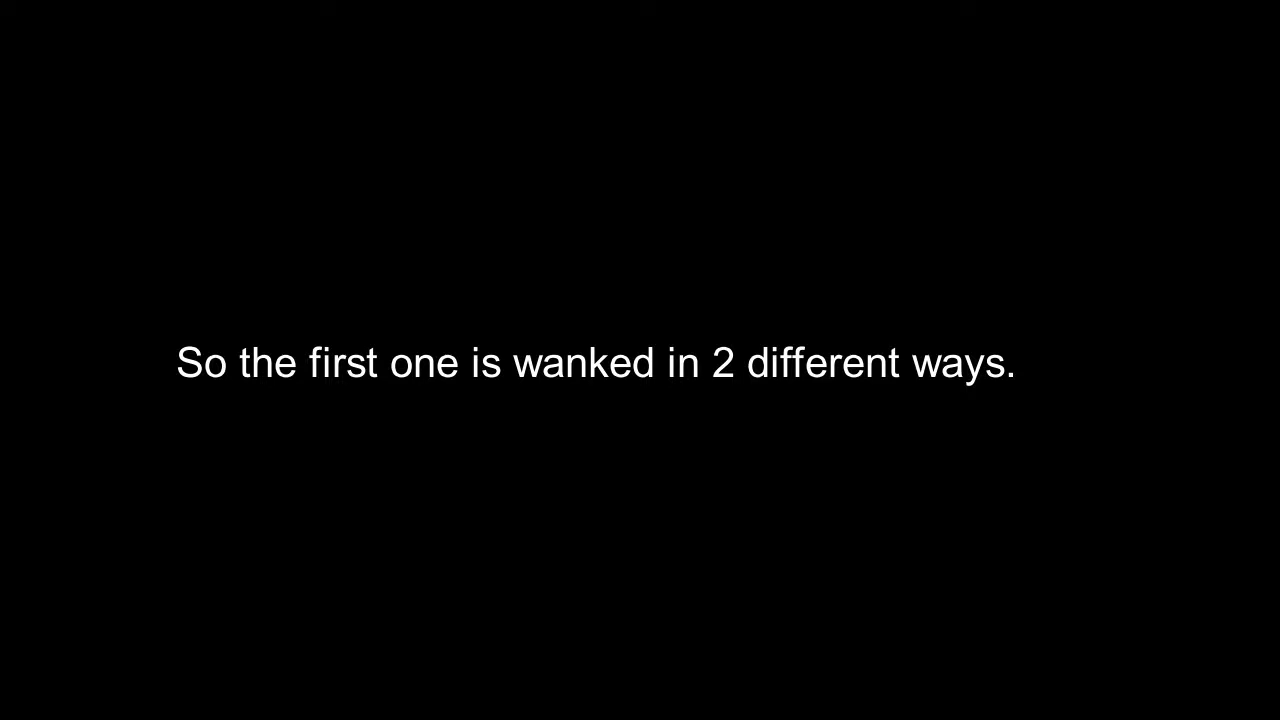 So the first one is wanked in 2 different ways.